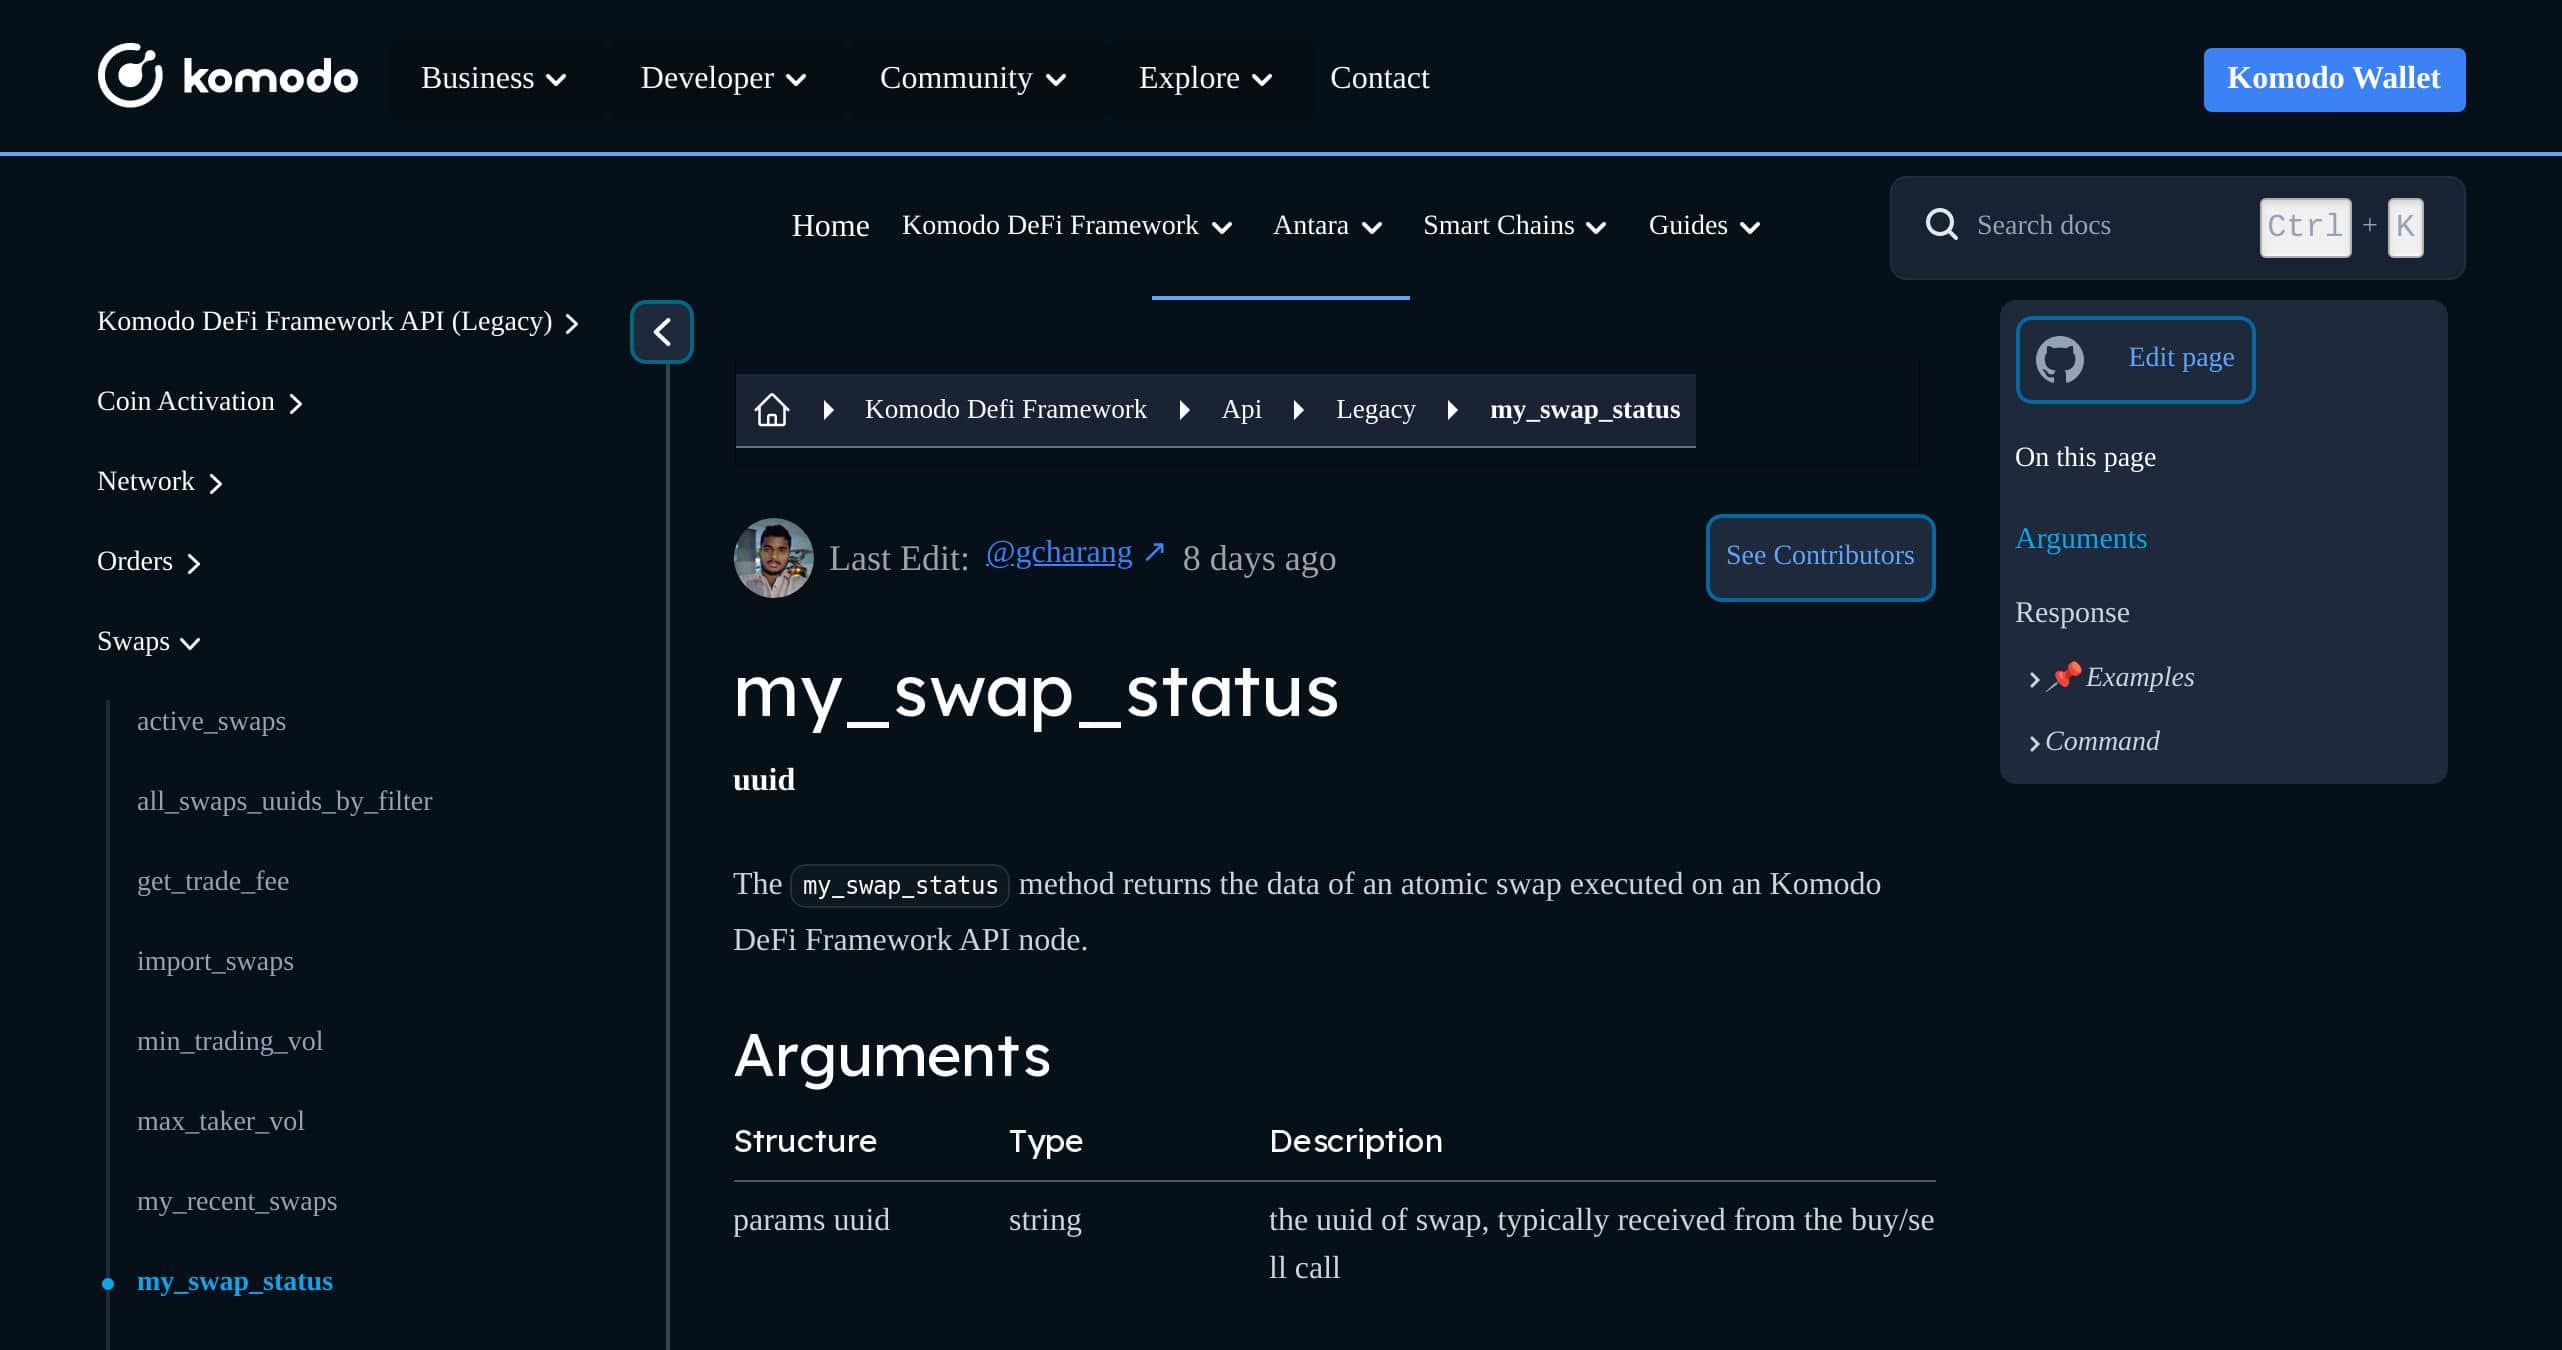 komodo
Business
Developer
Community
Explore
Contact
Komodo Wallet
Home
Komodo DeFi Framework
Antara
Smart Chains
Guides
Search docs
Ctrl + K
Komodo DeFi Framework API (Legacy)
Coin Activation
Network
Orders
Swaps
active_swaps
all_swaps_uuids_by_filter
get_trade_fee
import_swaps
min_trading_vol
max_taker_vol
my_recent_swaps
my_swap_status
Komodo Defi Framework
Api
Legacy
my_swap_status
Last Edit: @gcharang ↗ 8 days ago
See Contributors
my_swap_status
uuid
The my_swap_status method returns the data of an atomic swap executed on an Komodo
DeFi Framework API node.
Arguments
Structure Type Description
params uuid string the uuid of swap, typically received from the buy/se
ll call
Edit page
On this page
Arguments
Response
📌 Examples
Command